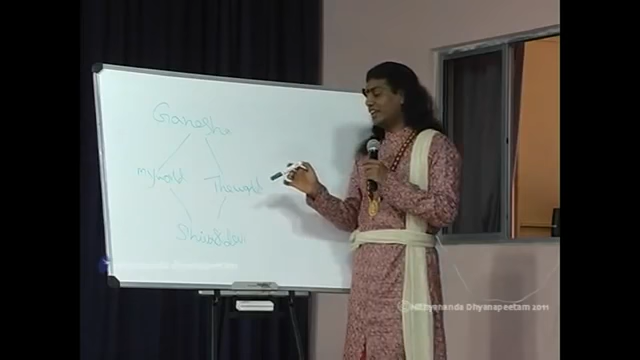 Ganesha
my world The world
Shiva & devi
© Nithyananda Dhyanapeetam 2011